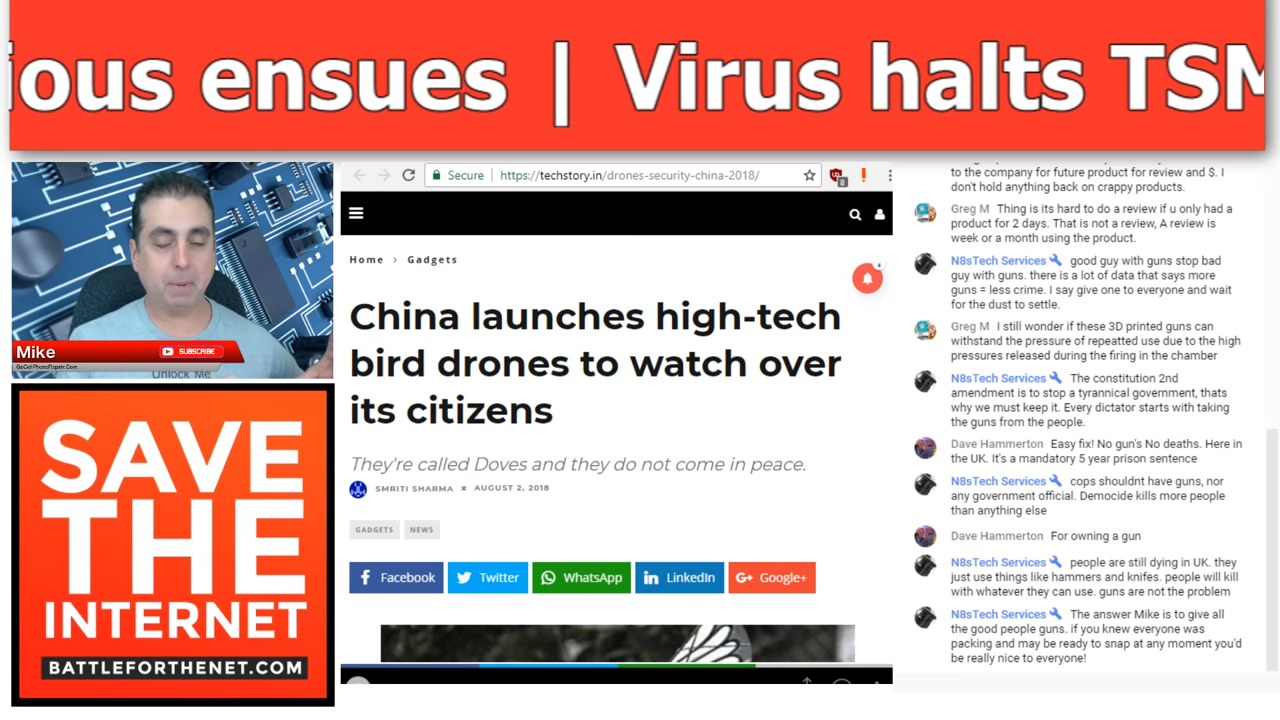 ious ensues | Virus halts TSM
Mike
SUBSCRIBE
GoCellPhoneRepair.Com
Unlock Me
SAVE
THE
INTERNET
BATTLEFORTHENET.COM
Secure
https://techstory.in/drones-security-china-2018/
8
Home > Gadgets
4
China launches high-tech
bird drones to watch over
its citizens
They're called Doves and they do not come in peace.
SMRITI SHARMA × AUGUST 2, 2018
GADGETS NEWS
Facebook Twitter WhatsApp LinkedIn Google+
to the company for future product for review and $. I
don't hold anything back on crappy products.
Greg M Thing is its hard to do a review if u only had a
product for 2 days. That is not a review, A review is
week or a month using the product.
N8sTech Services good guy with guns stop bad
guy with guns. there is a lot of data that says more
guns = less crime. I say give one to everyone and wait
for the dust to settle.
Greg M I still wonder if these 3D printed guns can
withstand the pressure of repeatted use due to the high
pressures released during the firing in the chamber
N8sTech Services The constitution 2nd
amendment is to stop a tyrannical government, thats
why we must keep it. Every dictator starts with taking
the guns from the people.
Dave Hammerton Easy fix! No gun's No deaths. Here in
the UK. It's a mandatory 5 year prison sentence
N8sTech Services cops shouldnt have guns, nor
any government official. Democide kills more people
than anything else
Dave Hammerton For owning a gun
N8sTech Services people are still dying in UK. they
just use things like hammers and knifes. people will kill
with whatever they can use. guns are not the problem
N8sTech Services The answer Mike is to give all
the good people guns. if you knew everyone was
packing and may be ready to snap at any moment you'd
be really nice to everyone!